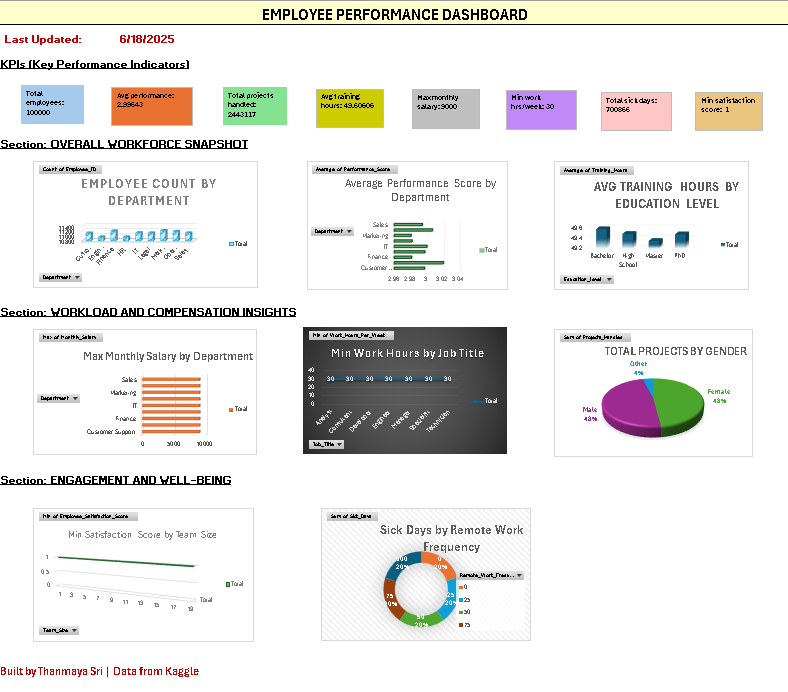 EMPLOYEE PERFORMANCE DASHBOARD
Last Updated: 6/18/2025
KPIs (Key Performance Indicators)
Total
employees:
100000
Avg performance:
2.99643
Total projects
handled:
2443117
Avg training
hours: 49.60606
Max monthly
salary:9000
Min work
hrs/week: 30
Total sick days:
700866
Min satisfaction
score: 1
Section: OVERALL WORKFORCE SNAPSHOT
Count of Employee_ID
EMPLOYEE COUNT BY
DEPARTMENT
11400
11200
11000
10800
Finance
HR
IT
Legal
Sales
Total
Department
Average of Performance_Score
Average Performance Score by
Department
Department
Sales
Marketing
IT
Finance
Customer...
2.96 2.98 3 3.02 3.04
Total
Average of Training_Hours
AVG TRAINING HOURS BY
EDUCATION LEVEL
49.8
49.4
49.2
Bachelor High School Master PhD
Total
Education_Level
Section: WORKLOAD AND COMPENSATION INSIGHTS
Max of Monthly_Salary
Max Monthly Salary by Department
Department
Sales
Marketing
IT
Finance
Customer Support
0 5000 10000
Total
Min of Work_Hours_Per_Week
Min Work Hours by Job Title
40
30
20
10
0
30 30 30 30 30 30 30
Analyst
Consultant
Developer
Engineer
Manager
Specialist
Technician
Total
Job_Title
Sum of Projects_Handled
TOTAL PROJECTS BY GENDER
Other
4%
Female
48%
Male
48%
Section: ENGAGEMENT AND WELL-BEING
Min of Employee_Satisfaction_Score
Min Satisfaction Score by Team Size
1
0.5
0
1 3 5 7 9 11 13 15 17 19
Total
Total
Team_Size
Sum of Sick_Days
Sick Days by Remote Work
Frequency
100
20%
0
20%
25
20%
50
20%
75
20%
Remote_Work_Frequ...
0
25
50
75
Built by Thanmaya Sri | Data from Kaggle